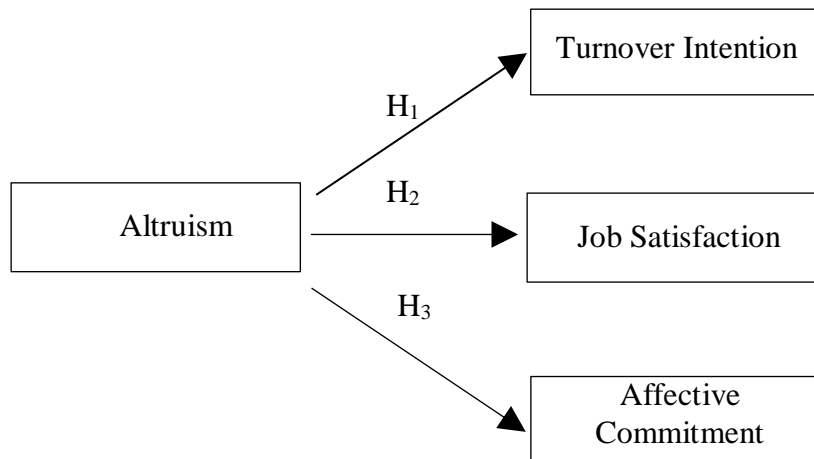 Turnover Intention
H₁
H₂
Altruism
Job Satisfaction
H₃
Affective
Commitment